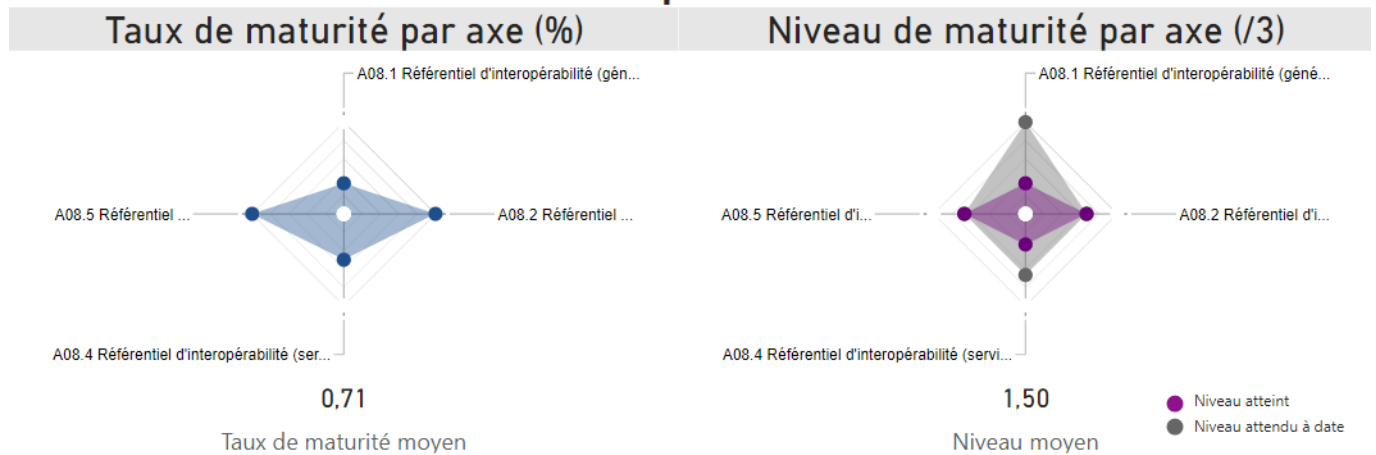 Taux de maturité par axe (%)
Niveau de maturité par axe (/3)
A08.1 Référentiel d'interopérabilité (gén...
A08.5 Référentiel ...
A08.2 Référentiel ...
A08.4 Référentiel d'interopérabilité (ser...
0,71
Taux de maturité moyen
A08.1 Référentiel d'interopérabilité (géné...
A08.5 Référentiel d'i...
A08.2 Référentiel d'i...
A08.4 Référentiel d'interopérabilité (servi...
1,50
Niveau moyen
Niveau atteint
Niveau attendu à date